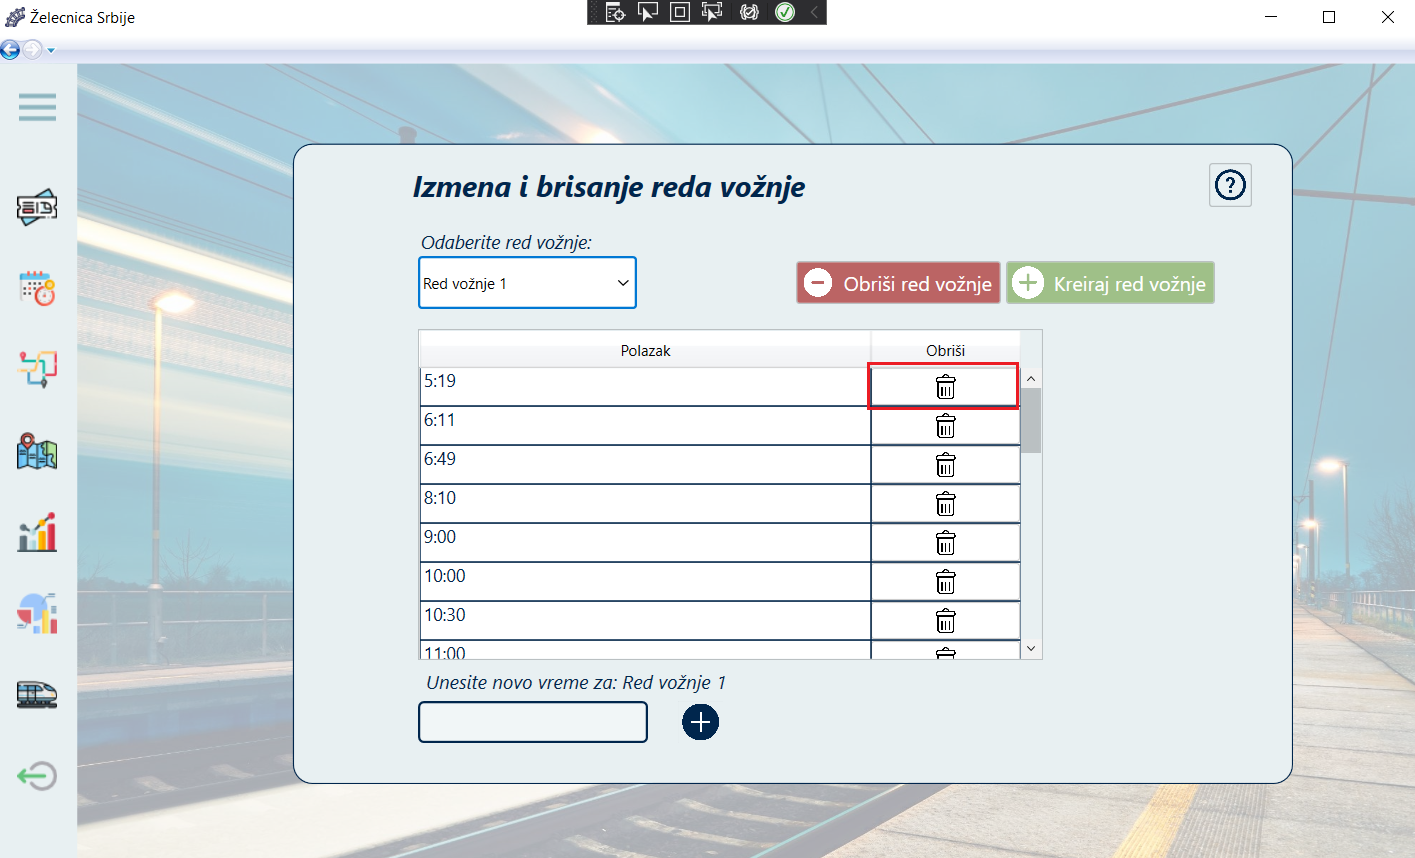 Želecnica Srbije
Izmena i brisanje reda vožnje
Odaberite red vožnje:
Red vožnje 1
Obriši red vožnje
Kreiraj red vožnje
Polazak
Obriši
5:19
6:11
6:49
8:10
9:00
10:00
10:30
11:00
Unesite novo vreme za: Red vožnje 1